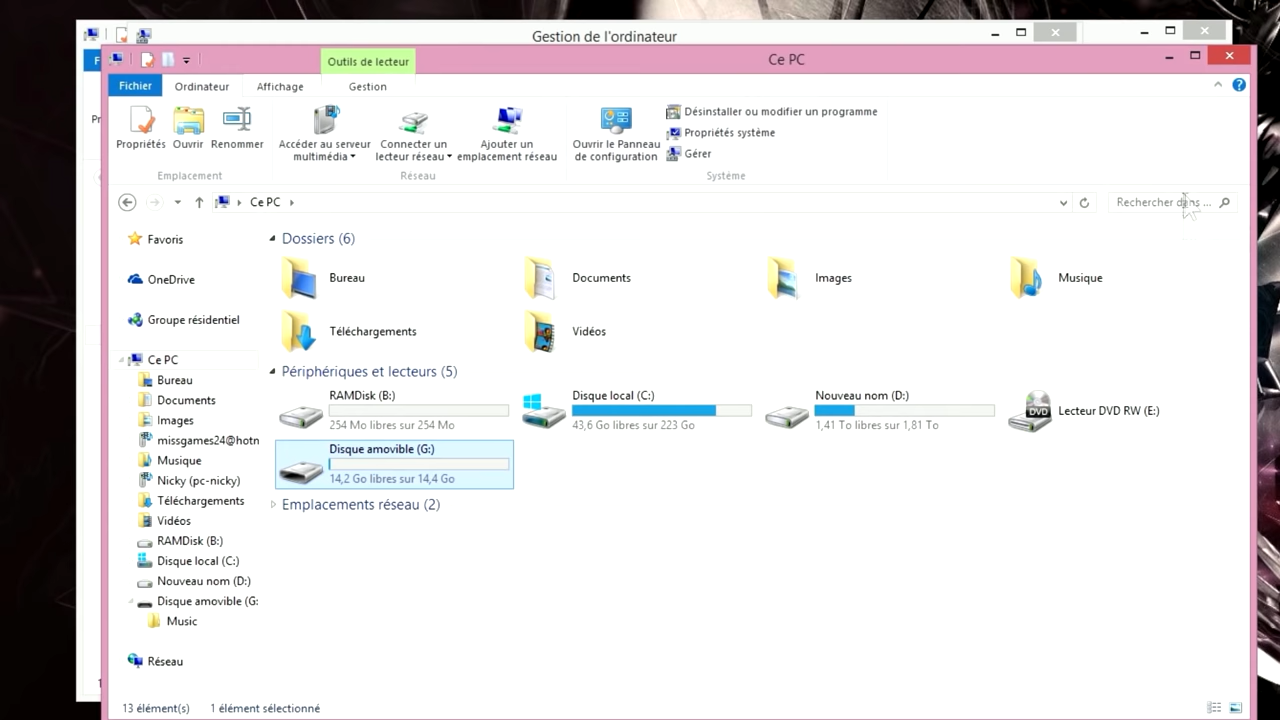 Gestion de l'ordinateur
Outils de lecteur
Ce PC
Fichier
Ordinateur
Affichage
Gestion
Propriétés
Ouvrir
Renommer
Accéder au serveur
multimédia
Connecter un
lecteur réseau
Ajouter un
emplacement réseau
Ouvrir le Panneau
de configuration
Désinstaller ou modifier un programme
Propriétés système
Gérer
Emplacement
Réseau
Système
Ce PC
Rechercher dans ...
Favoris
OneDrive
Groupe résidentiel
Ce PC
Bureau
Documents
Images
missgames24@hotn
Musique
Nicky (pc-nicky)
Téléchargements
Vidéos
RAMDisk (B:)
Disque local (C:)
Nouveau nom (D:)
Disque amovible (G:
Music
Réseau
Dossiers (6)
Bureau
Documents
Images
Musique
Téléchargements
Vidéos
Périphériques et lecteurs (5)
RAMDisk (B:)
254 Mo libres sur 254 Mo
Disque local (C:)
43,6 Go libres sur 223 Go
Nouveau nom (D:)
1,41 To libres sur 1,81 To
DVD
Lecteur DVD RW (E:)
Disque amovible (G:)
14,2 Go libres sur 14,4 Go
Emplacements réseau (2)
13 élément(s)
1 élément sélectionné